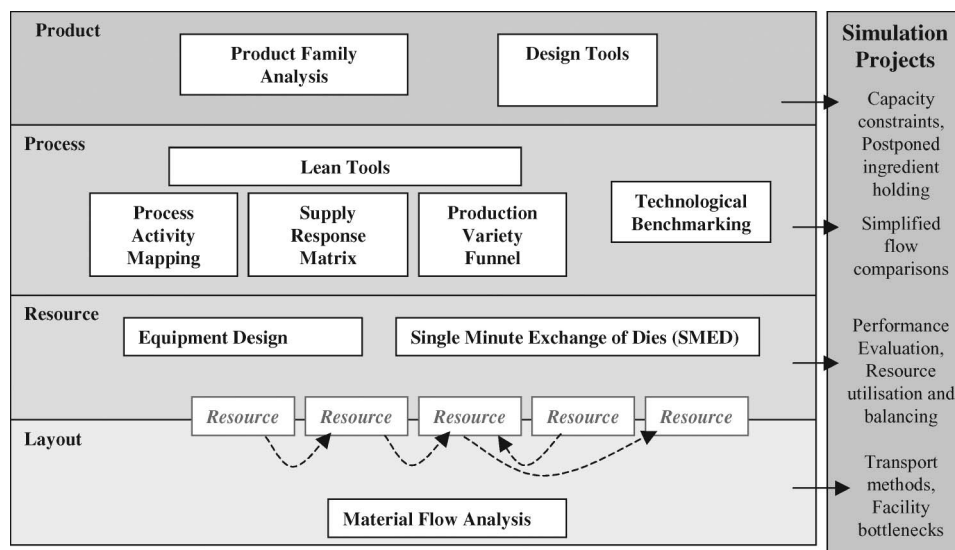 Product
Product Family
Analysis
Design Tools
Process
Lean Tools
Process
Activity
Mapping
Supply
Response
Matrix
Production
Variety
Funnel
Technological
Benchmarking
Resource
Equipment Design
Single Minute Exchange of Dies (SMED)
Resource
Resource
Resource
Resource
Resource
Layout
Material Flow Analysis
Simulation
Projects
Capacity
constraints,
Postponed
ingredient
holding
Simplified
flow
comparisons
Performance
Evaluation,
Resource
utilisation and
balancing
Transport
methods,
Facility
bottlenecks